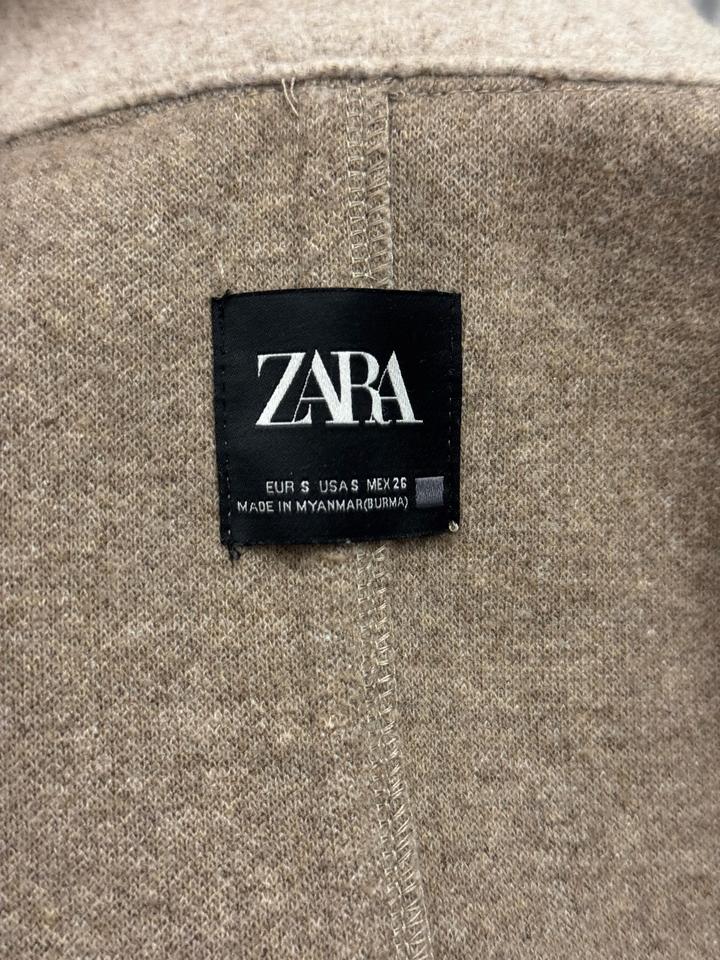 ZARA
EUR S USA S MEX 26
MADE IN MYANMAR(BURMA)